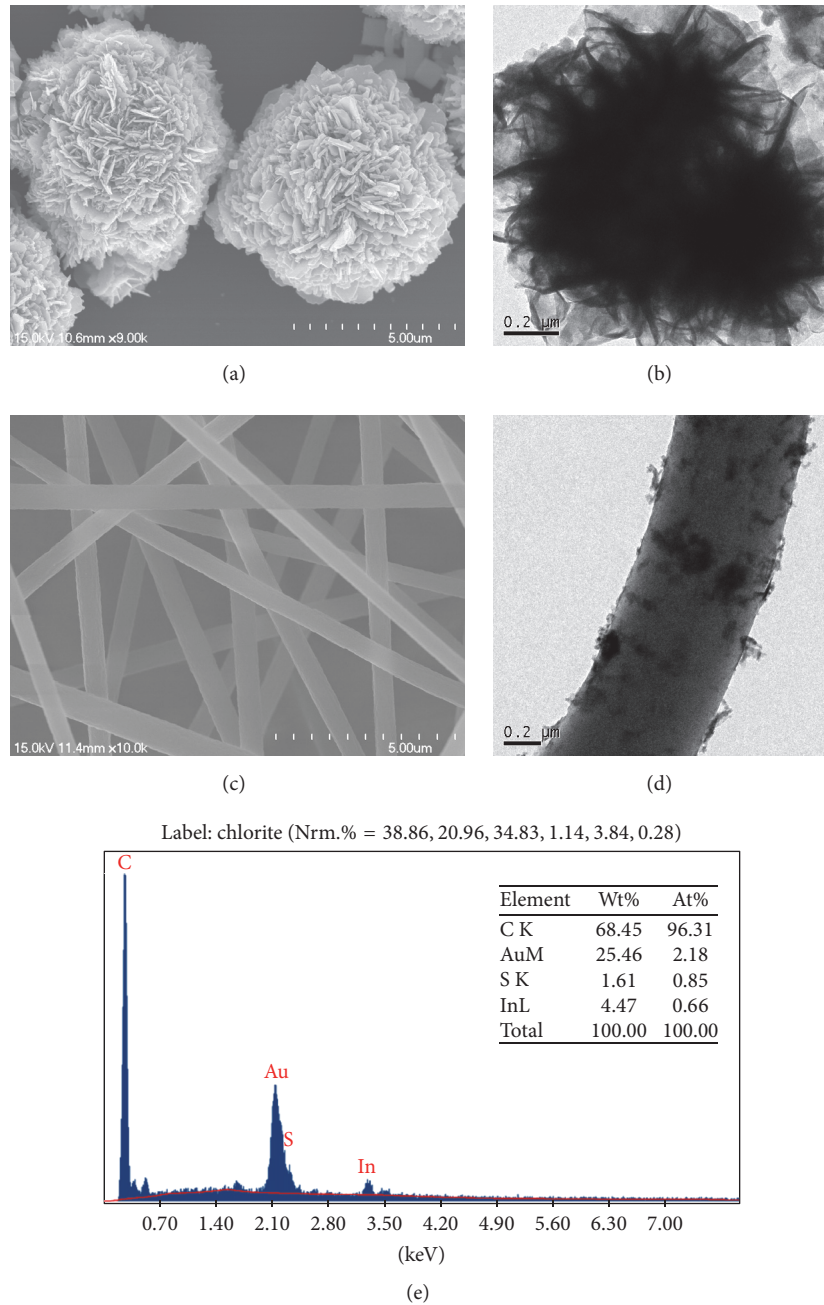 15.0kV 10.6mm x9.00k 5.00um
0.2 µm
(a)
(b)
15.0kV 11.4mm x10.0k 5.00um
0.2 µm
(c)
(d)
Label: chlorite (Nrm.% = 38.86, 20.96, 34.83, 1.14, 3.84, 0.28)
C
Element Wt% At%
C K 68.45 96.31
AuM 25.46 2.18
S K 1.61 0.85
InL 4.47 0.66
Total 100.00 100.00
Au
S
In
0.70 1.40 2.10 2.80 3.50 4.20 4.90 5.60 6.30 7.00
(keV)
(e)